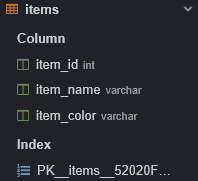 items
Column
item_id int
item_name varchar
item_color varchar
Index
PK__items__52020F...